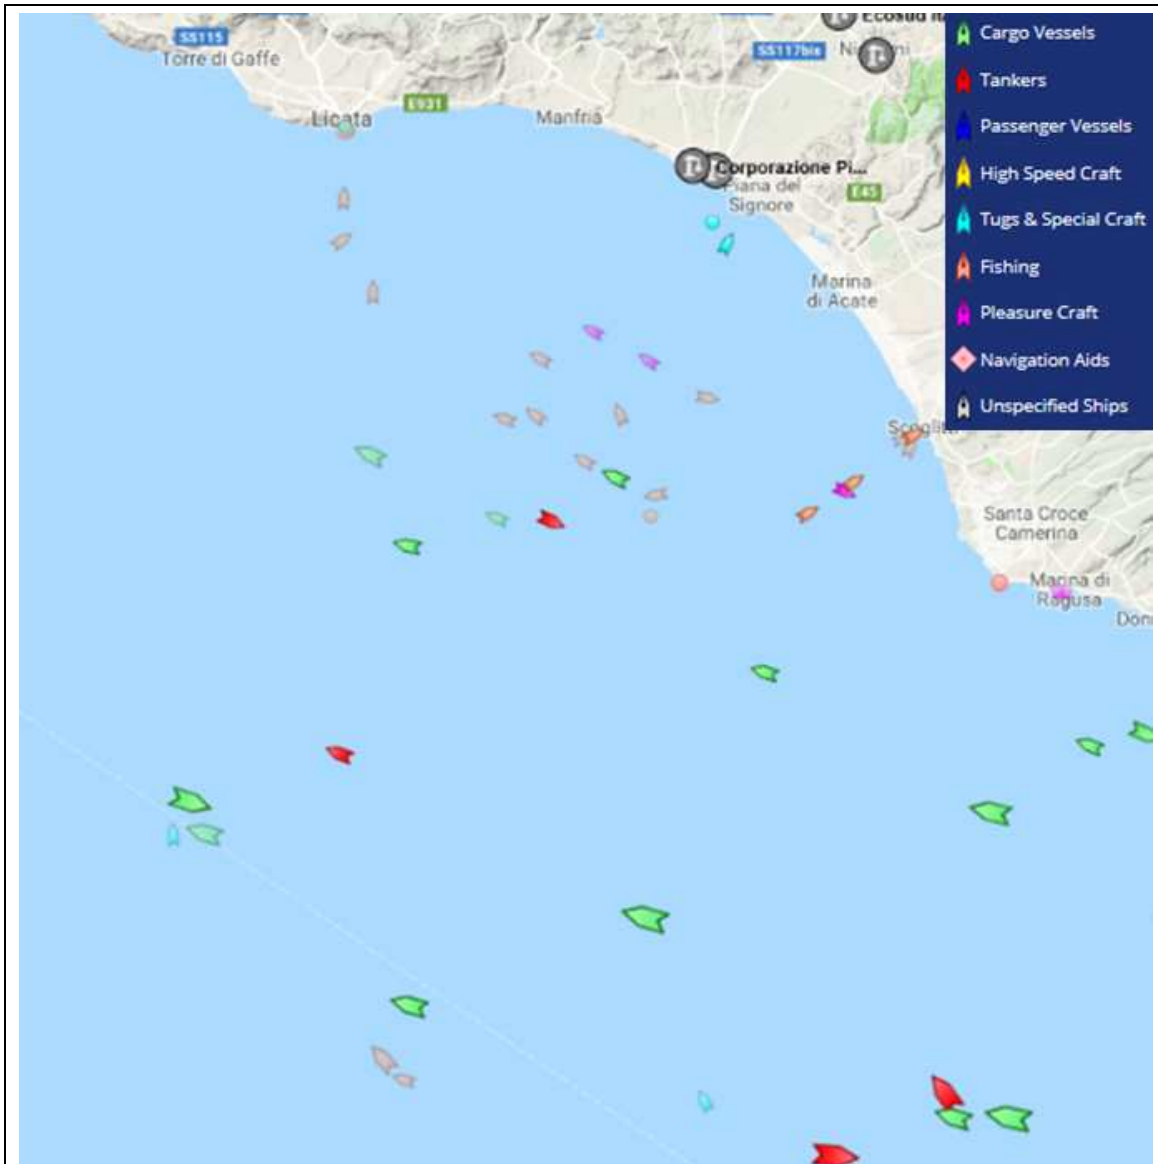 Ecosud
SS115
Torre di Gaffe
SS117bis
E931
Licata
Manfria
Corporazione Pi...
Piana del
Signore
E45
Marina
di Acate
Santa Croce
Camerina
Marina di
Ragusa
Cargo Vessels
Tankers
Passenger Vessels
High Speed Craft
Tugs & Special Craft
Fishing
Pleasure Craft
Navigation Aids
Unspecified Ships